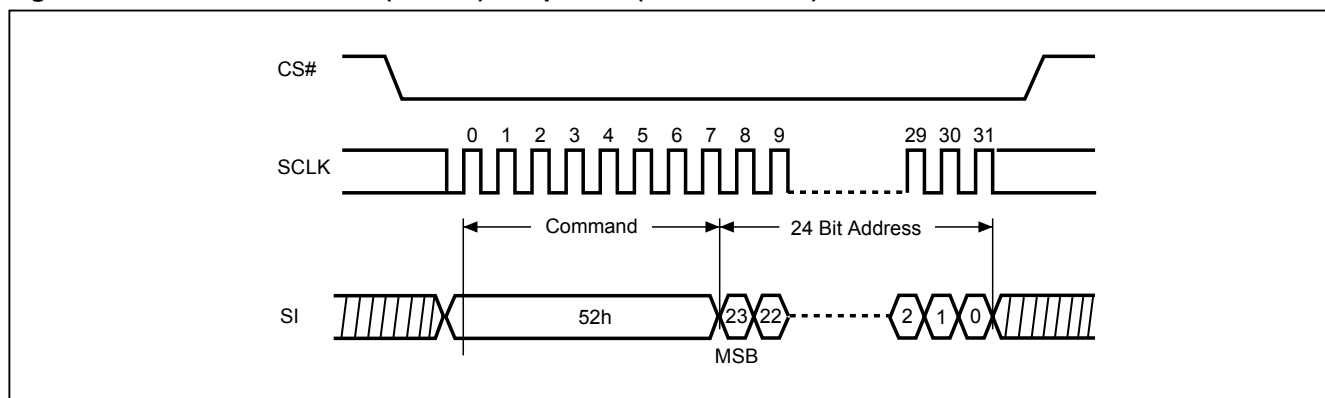 CS#
0 1 2 3 4 5 6 7 8 9 29 30 31
SCLK
Command 24 Bit Address
SI 52h 23 22 2 1 0
MSB